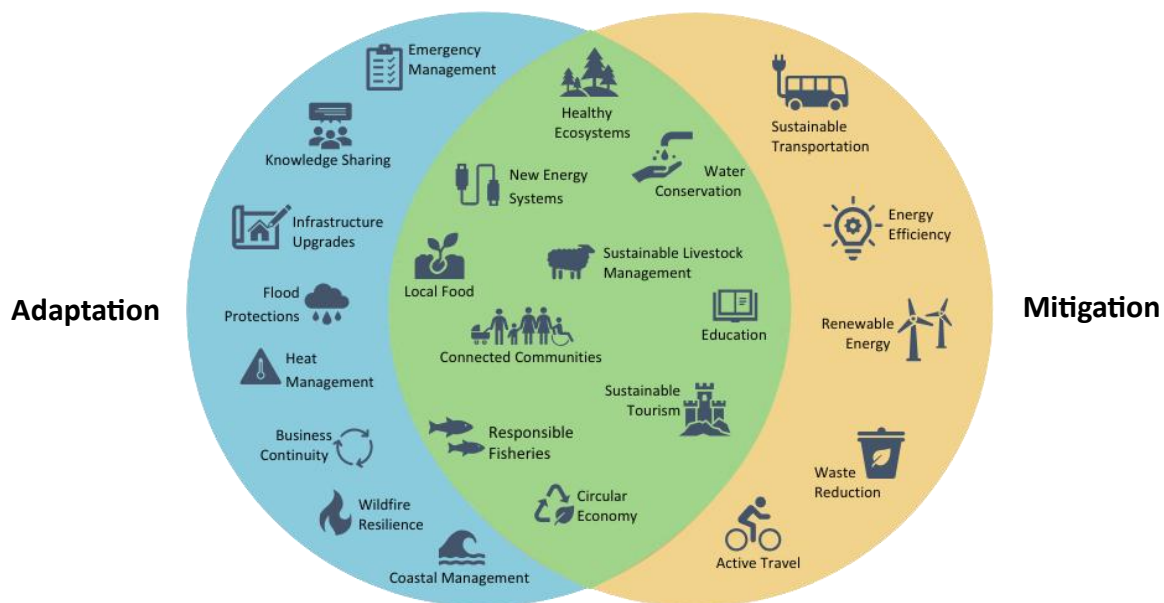 Adaptation
Emergency
Management
Knowledge Sharing
Infrastructure
Upgrades
Flood
Protections
Heat
Management
Business
Continuity
Wildfire
Resilience
Coastal Management
Healthy
Ecosystems
Water
Conservation
New Energy
Systems
Sustainable Livestock
Management
Local Food
Education
Connected Communities
Sustainable
Tourism
Responsible
Fisheries
Circular
Economy
Sustainable
Transportation
Energy
Efficiency
Renewable
Energy
Waste
Reduction
Active Travel
Mitigation